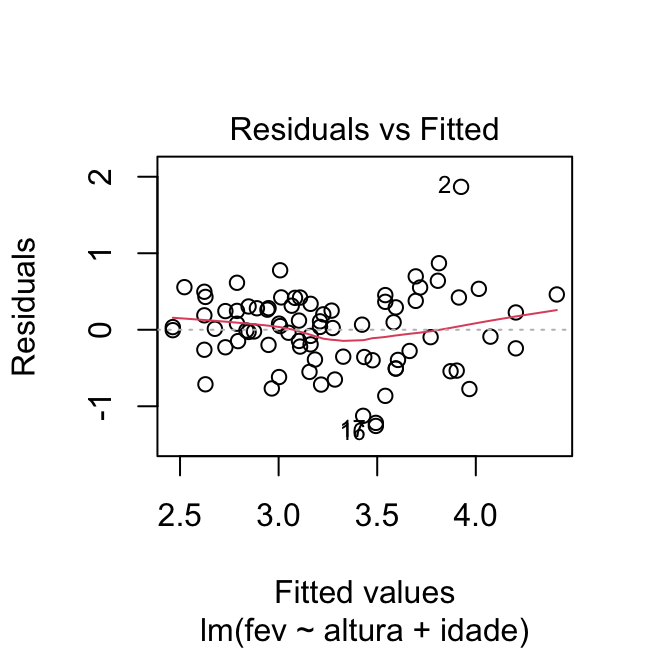 Residuals vs Fitted
Residuals
2
1
0
-1
2
2.5 3.0 3.5 4.0
Fitted values
lm(fev ~ altura + idade)